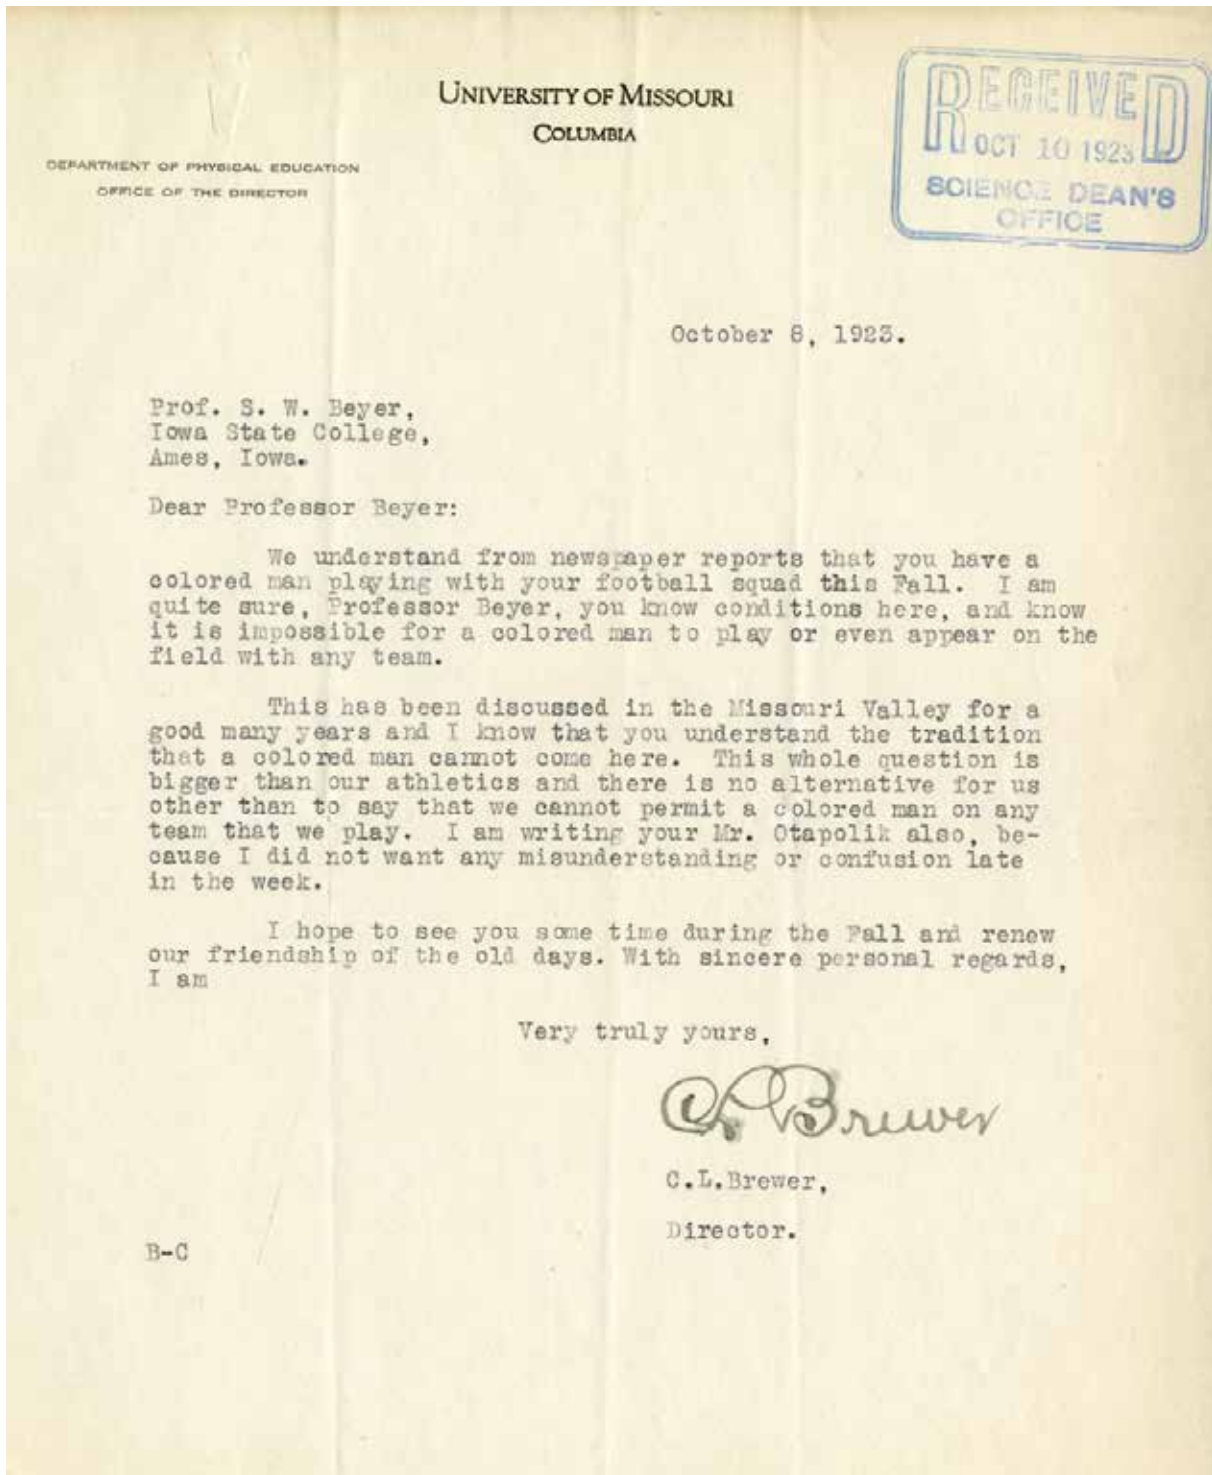 UNIVERSITY OF MISSOURI
COLUMBIA
DEPARTMENT OF PHYSICAL EDUCATION
OFFICE OF THE DIRECTOR
RECEIVED
OCT 10 1923
SCIENCE DEAN'S
OFFICE
October 8, 1923.
Prof. S. W. Beyer,
Iowa State College,
Ames, Iowa.
Dear Professor Beyer:
We understand from newspaper reports that you have a
colored man playing with your football squad this Fall. I am
quite sure, Professor Beyer, you know conditions here, and know
it is impossible for a colored man to play or even appear on the
field with any team.
This has been discussed in the Missouri Valley for a
good many years and I know that you understand the tradition
that a colored man cannot come here. This whole question is
bigger than our athletics and there is no alternative for us
other than to say that we cannot permit a colored man on any
team that we play. I am writing your Mr. Otapolik also, be-
cause I did not want any misunderstanding or confusion late
in the week.
I hope to see you some time during the Fall and renew
our friendship of the old days. With sincere personal regards,
I am
Very truly yours,
C L Brewer
C.L.Brewer,
Director.
B-C